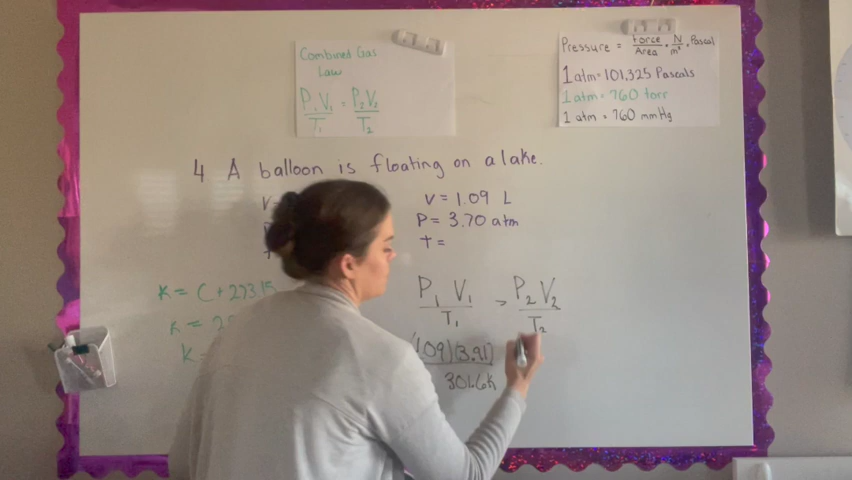 Combined Gas
Law
P₁V₁ = P₂V₂
T₁ T₂
Pressure = Force/Area · N/m² · Pascal
1 atm = 101,325 Pascals
1 atm = 760 torr
1 atm = 760 mmHg
4 A balloon is floating on a lake.
V = 1.09 L
P = 3.70 atm
t =
K = C + 273.15
K =
K
P₁ V₁ = P₂ V₂
T₁ T₂
(1.09)(3.91)
301.6K